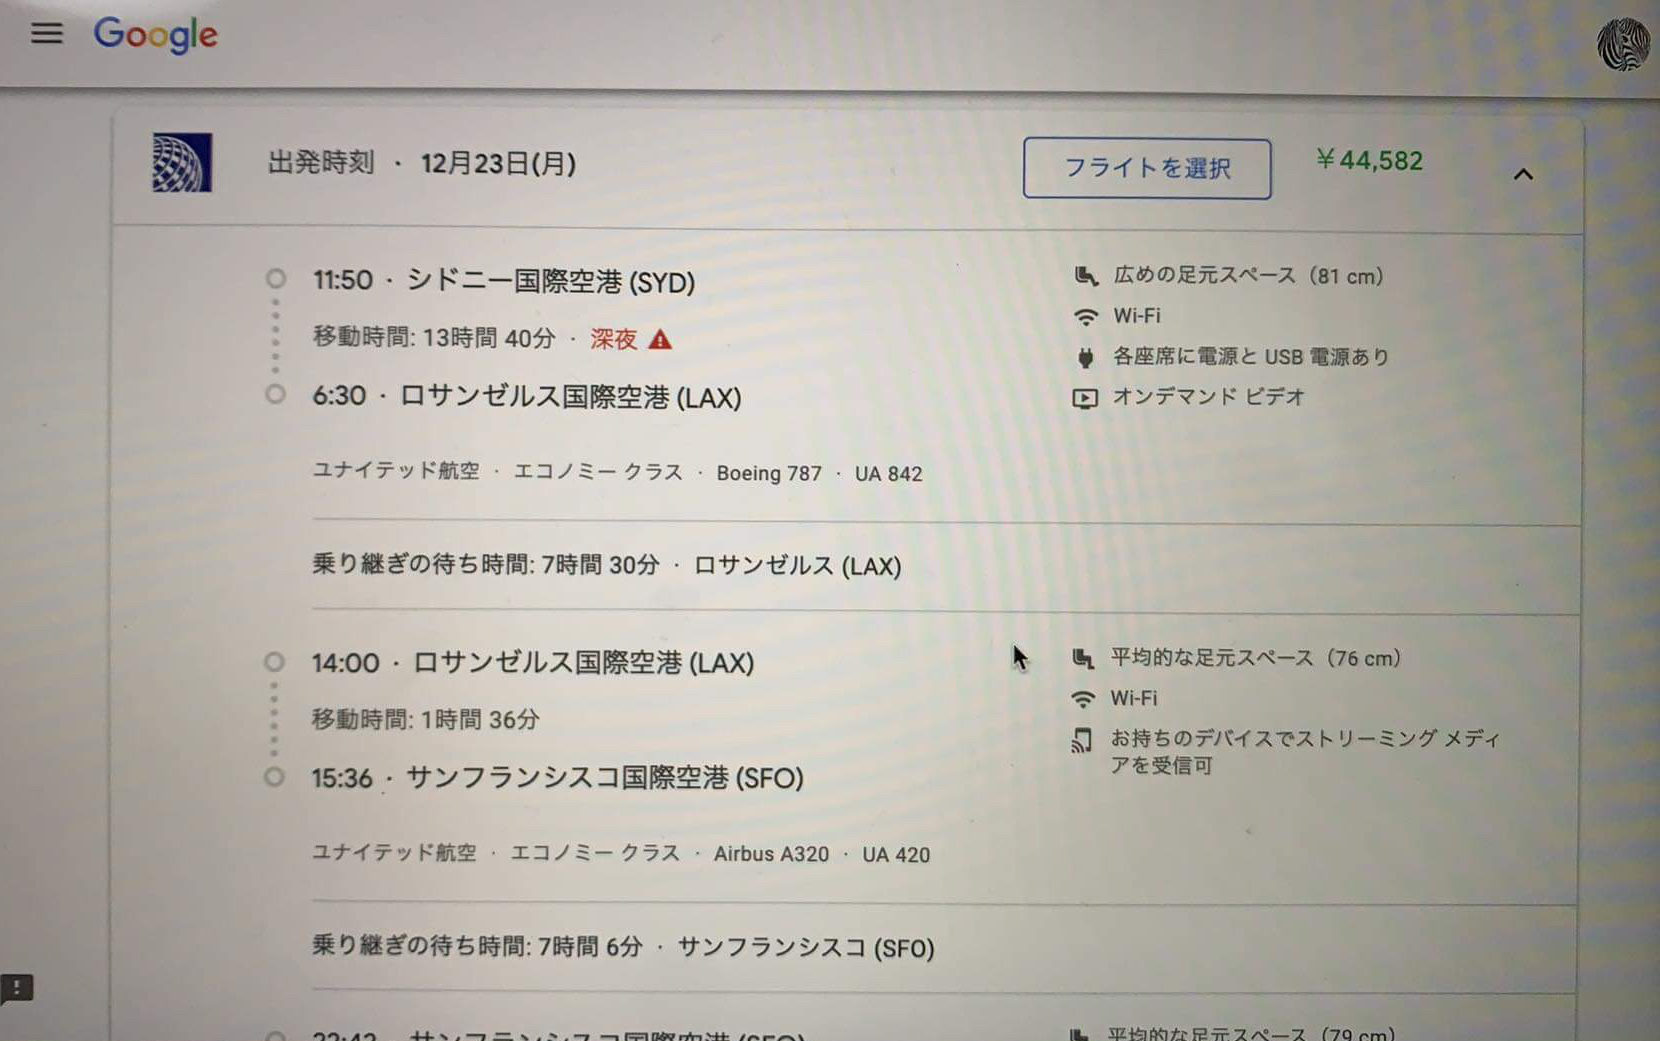 Google
出発時刻 · 12月23日(月)
フライトを選択
￥44,582
11:50 · シドニー国際空港 (SYD)
移動時間: 13時間 40分 · 深夜
6:30 · ロサンゼルス国際空港 (LAX)
ユナイテッド航空 · エコノミー クラス · Boeing 787 · UA 842
広めの足元スペース（81 cm）
Wi-Fi
各座席に電源と USB 電源あり
オンデマンド ビデオ
乗り継ぎの待ち時間: 7時間 30分 · ロサンゼルス (LAX)
14:00 · ロサンゼルス国際空港 (LAX)
移動時間: 1時間 36分
15:36 · サンフランシスコ国際空港 (SFO)
ユナイテッド航空 · エコノミー クラス · Airbus A320 · UA 420
平均的な足元スペース（76 cm）
Wi-Fi
お持ちのデバイスでストリーミング メディ
アを受信可
乗り継ぎの待ち時間: 7時間 6分 · サンフランシスコ (SFO)
22:42 · サンフランシスコ国際空港 (SFO)
平均的な足元スペース（79 cm）